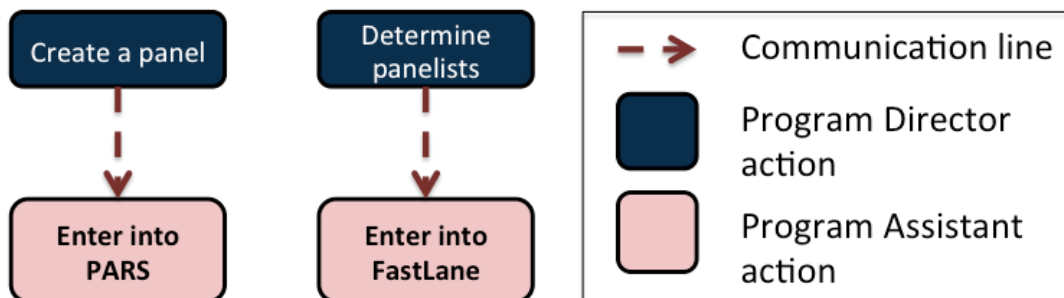 Create a panel
Determine
panelists
Enter into
PARS
Enter into
FastLane
Communication line
Program Director
action
Program Assistant
action